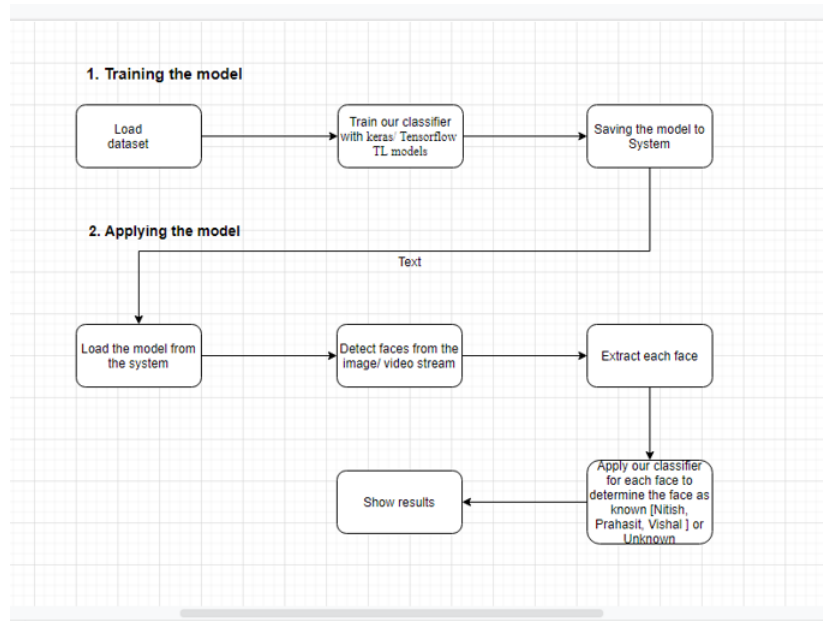 1. Training the model
Load
dataset
Train our classifier
with keras/ Tensorflow
TL models
Saving the model to
System
2. Applying the model
Text
Load the model from
the system
Detect faces from the
image/ video stream
Extract each face
Apply our classifier
for each face to
determine the face as
known [Nitish,
Prahasit, Vishal ] or
Unknown
Show results